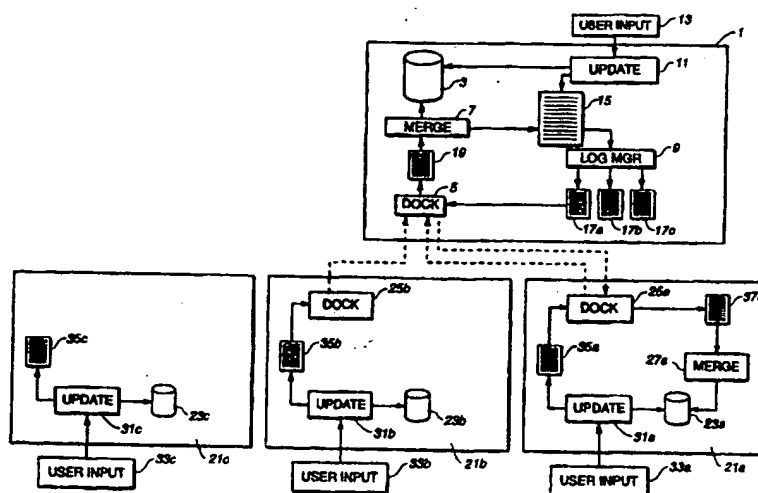 USER INPUT 13
1
UPDATE
11
3
15
7
MERGE
19
9
LOG MGR
5
DOCK
17a 17b 17c
25b
DOCK
25a
DOCK
37a
35c
35b
35a
27a
MERGE
UPDATE
23c
31c
UPDATE
23b
31b
UPDATE
23a
31a
33c
USER INPUT
21c
33b
USER INPUT
21b
33a
USER INPUT
21a